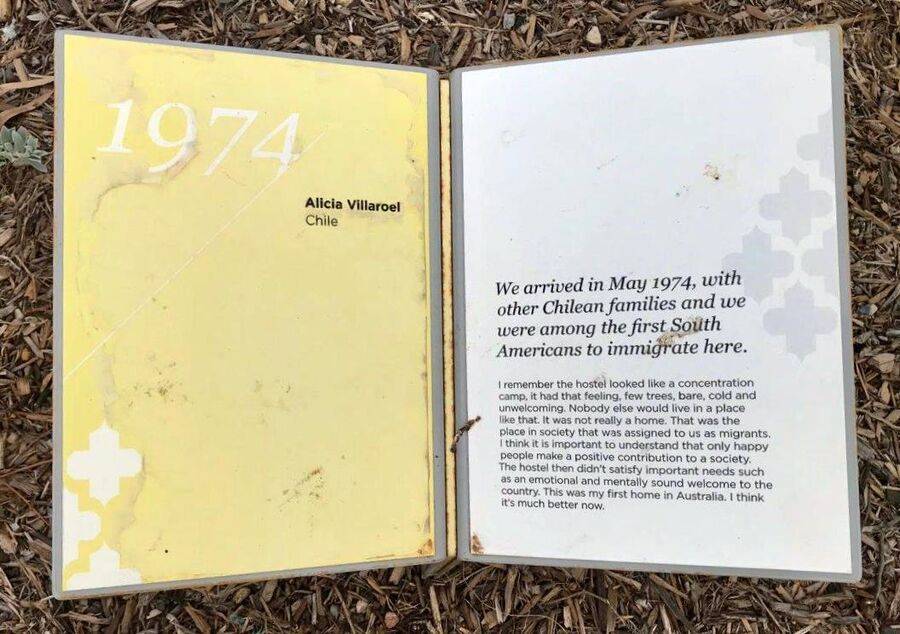 1974
Alicia Villaroel
Chile
We arrived in May 1974, with
other Chilean families and we
were among the first South
Americans to immigrate here.
I remember the hostel looked like a concentration
camp, it had that feeling, few trees, bare, cold and
unwelcoming. Nobody else would live in a place
like that. It was not really a home. That was the
place in society that was assigned to us as migrants.
I think it is important to understand that only happy
people make a positive contribution to a society.
The hostel then didn't satisfy important needs such
as an emotional and mentally sound welcome to the
country. This was my first home in Australia. I think
it's much better now.